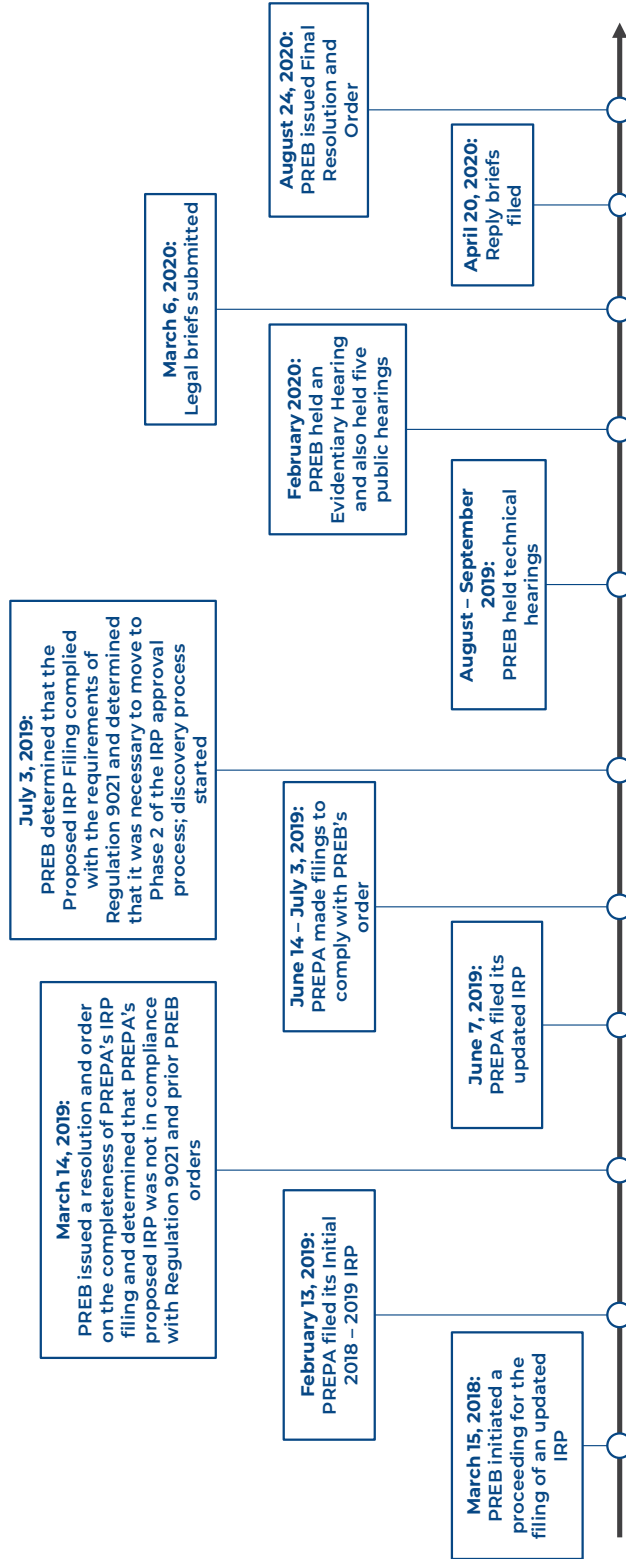 March 15, 2018:
PREB initiated a
proceeding for the
filing of an updated
IRP
February 13, 2019:
PREPA filed its Initial
2018 – 2019 IRP
March 14, 2019:
PREB issued a resolution and order
on the completeness of PREPA's IRP
filing and determined that PREPA's
proposed IRP was not in compliance
with Regulation 9021 and prior PREB
orders
June 7, 2019:
PREPA filed its
updated IRP
June 14 – July 3, 2019:
PREPA made filings to
comply with PREB's
order
July 3, 2019:
PREB determined that the
Proposed IRP Filing complied
with the requirements of
Regulation 9021 and determined
that it was necessary to move to
Phase 2 of the IRP approval
process; discovery process
started
August – September
2019:
PREB held technical
hearings
February 2020:
PREB held an
Evidentiary Hearing
and also held five
public hearings
March 6, 2020:
Legal briefs submitted
April 20, 2020:
Reply briefs
filed
August 24, 2020:
PREB issued Final
Resolution and
Order